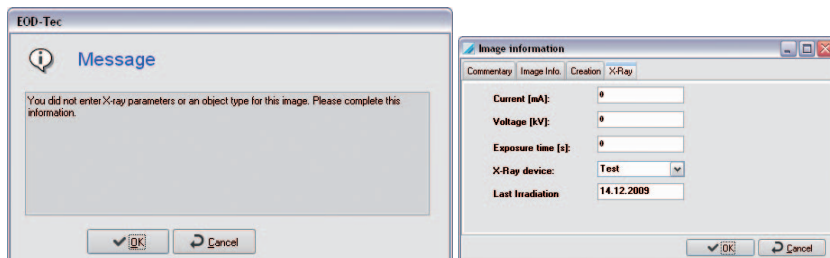 EOD-Tec
Message
You did not enter X-ray parameters or an object type for this image. Please complete this
information.
OK
Cancel
Image information
Commentary
Image Info.
Creation
X-Ray
Current [mA]:
0
Voltage [kV]:
0
Exposure time [s]:
0
X-Ray device:
Test
Last Irradiation
14.12.2009
OK
Cancel